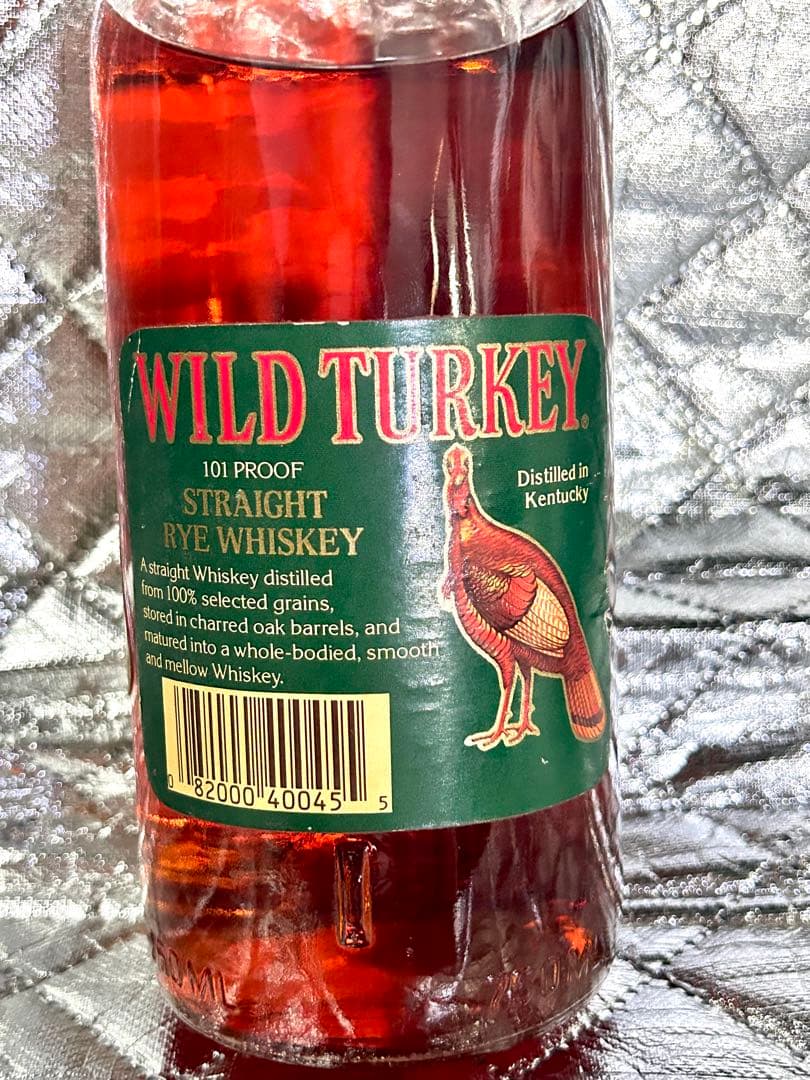 WILD TURKEY®
101 PROOF
STRAIGHT
RYE WHISKEY
Distilled in
Kentucky
A straight Whiskey distilled
from 100% selected grains,
stored in charred oak barrels, and
matured into a whole-bodied, smooth
and mellow Whiskey.
0 82000 40045 5
750ML 750ML